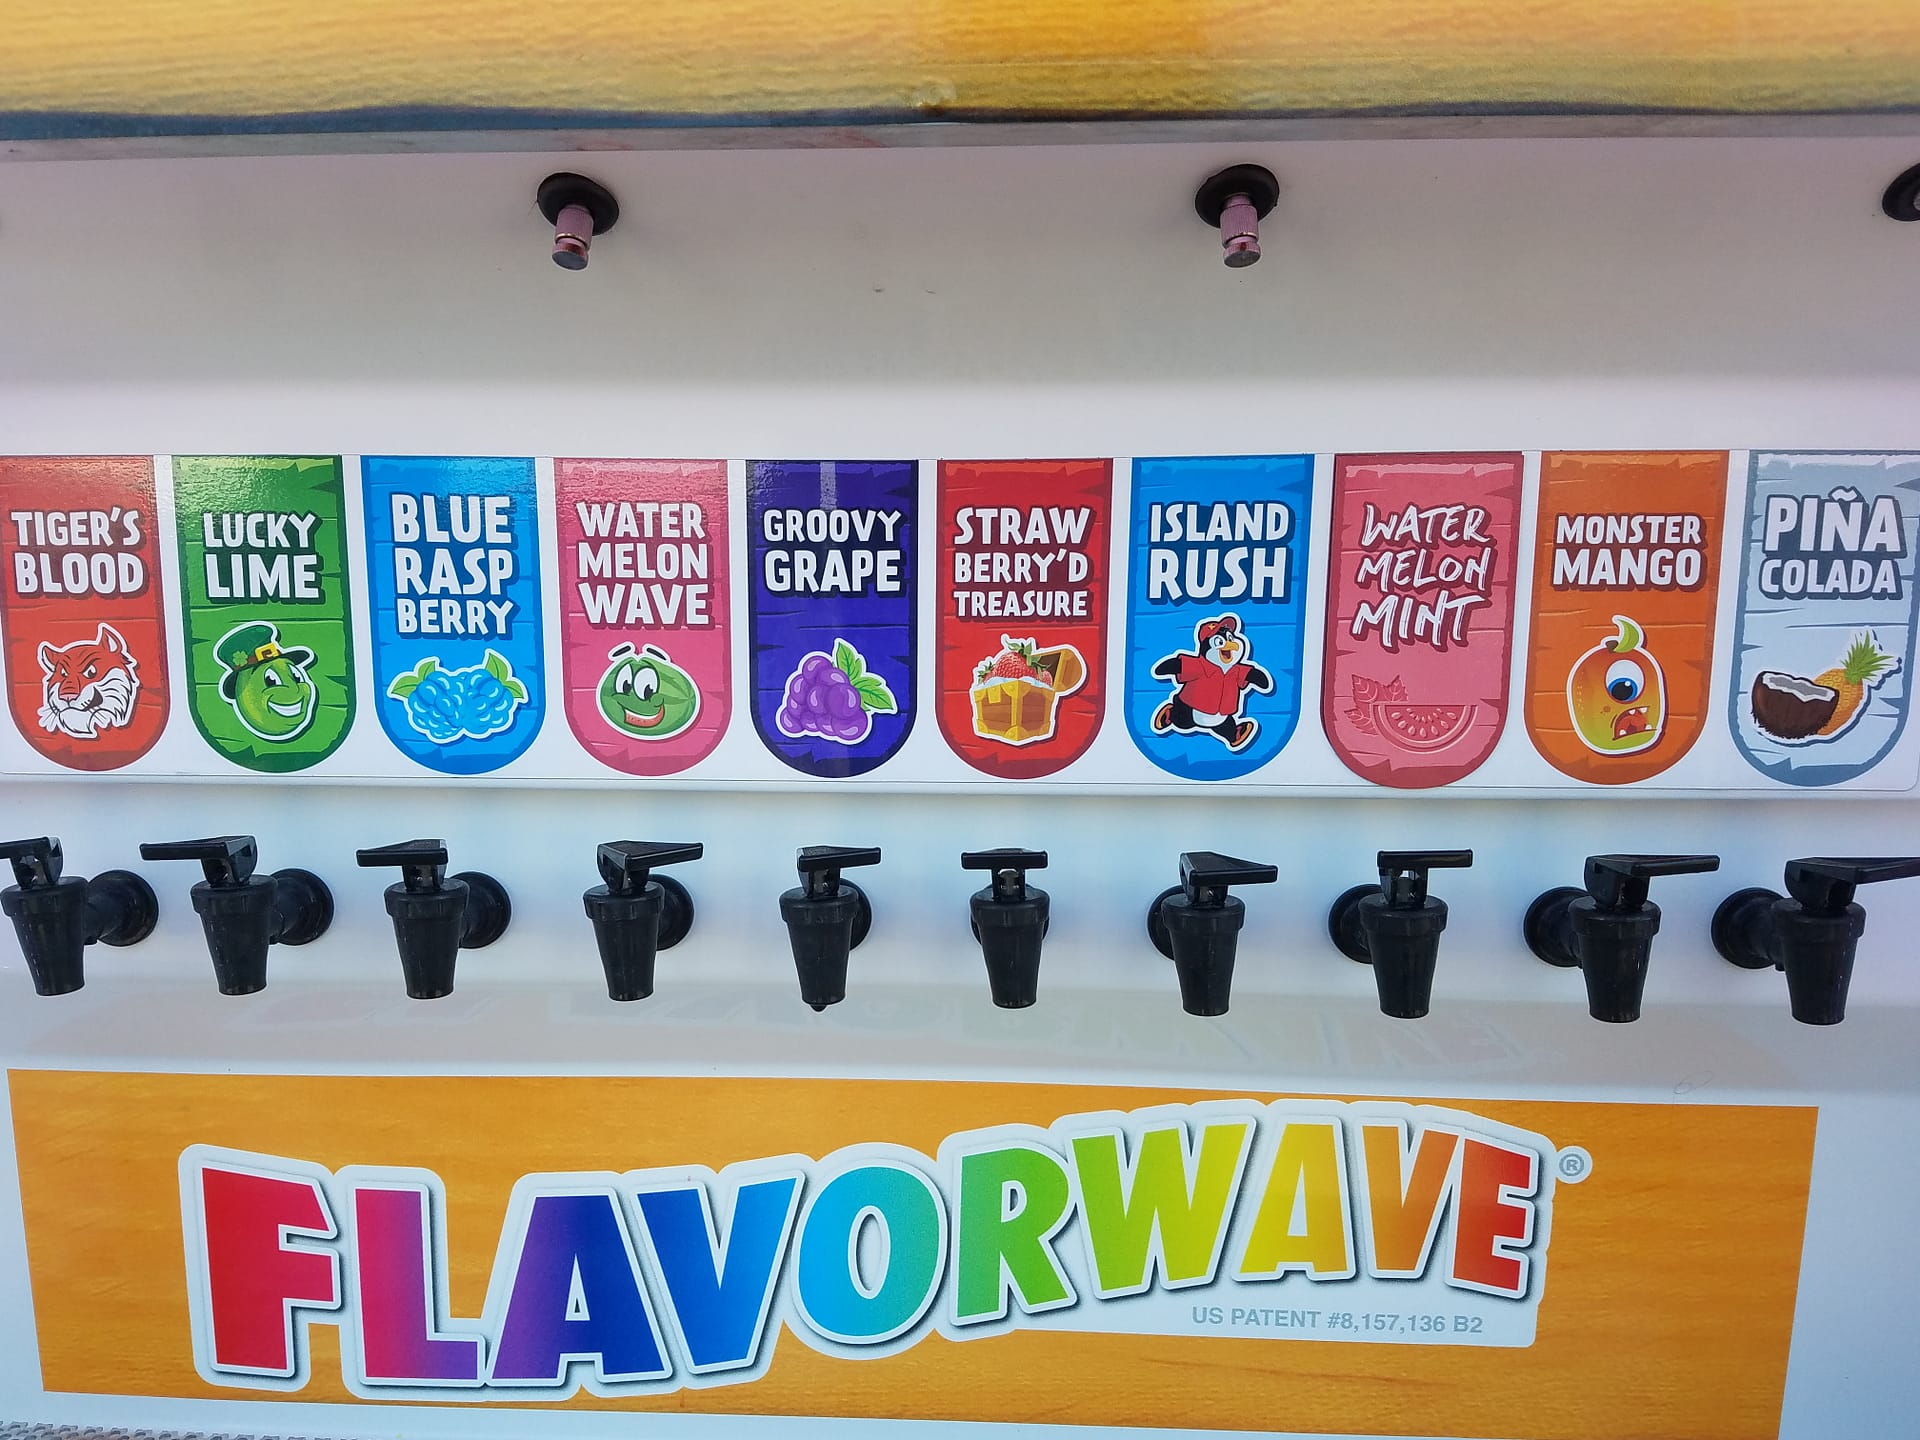 TIGER'S
BLOOD
LUCKY
LIME
BLUE
RASP
BERRY
WATER
MELON
WAVE
GROOVY
GRAPE
STRAW
BERRY'D
TREASURE
ISLAND
RUSH
WATER
MELON
MINT
MONSTER
MANGO
PIÑA
COLADA
FLAVORWAVE®
US PATENT #8,157,136 B2